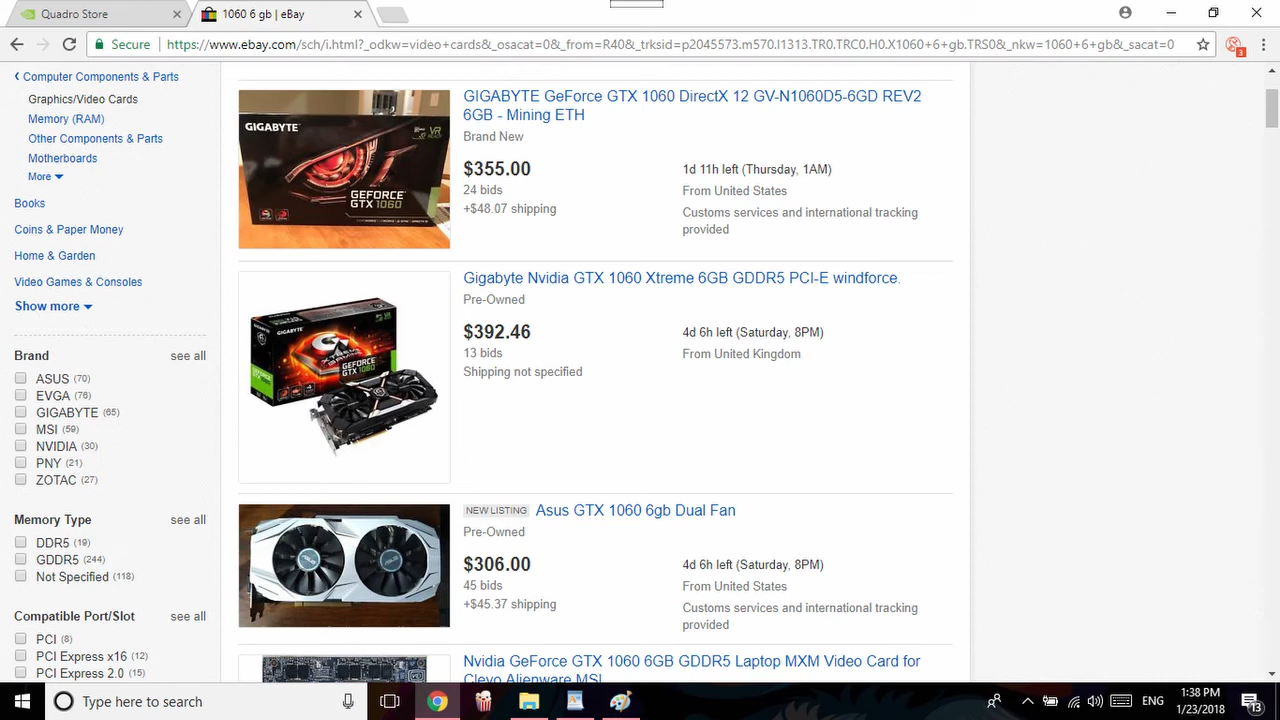 Quadro Store
1060 6 gb | eBay
Secure
https://www.ebay.com/sch/i.html?_odkw=video+cards&_osacat=0&_from=R40&_trksid=p2045573.m570.l1313.TR0.TRC0.H0.X1060+6+gb.TRS0&_nkw=1060+6+gb&_sacat=0
3
Computer Components & Parts
Graphics/Video Cards
Memory (RAM)
Other Components & Parts
Motherboards
More
Books
Coins & Paper Money
Home & Garden
Video Games & Consoles
Show more
Brand see all
ASUS (70)
EVGA (76)
GIGABYTE (65)
MSI (59)
NVIDIA (30)
PNY (21)
ZOTAC (27)
Memory Type see all
DDR5 (19)
GDDR5 (244)
Not Specified (118)
Compatible Port/Slot see all
PCI (8)
PCI Express x16 (12)
PCI Express 2.0 (15)
GIGABYTE
VR
GEFORCE
GTX 1060
GIGABYTE GeForce GTX 1060 DirectX 12 GV-N1060D5-6GD REV2
6GB - Mining ETH
Brand New
$355.00
24 bids
+$48.07 shipping
1d 11h left (Thursday, 1AM)
From United States
Customs services and international tracking
provided
GIGABYTE
XTREME
GEFORCE
GTX 1060
Gigabyte Nvidia GTX 1060 Xtreme 6GB GDDR5 PCI-E windforce.
Pre-Owned
$392.46
13 bids
Shipping not specified
4d 6h left (Saturday, 8PM)
From United Kingdom
NEW LISTING Asus GTX 1060 6gb Dual Fan
Pre-Owned
$306.00
45 bids
+$45.37 shipping
4d 6h left (Saturday, 8PM)
From United States
Customs services and international tracking
provided
Nvidia GeForce GTX 1060 6GB GDDR5 Laptop MXM Video Card for
Clevo Alienware MSI
Type here to search
ENG
1:38 PM
1/23/2018
13